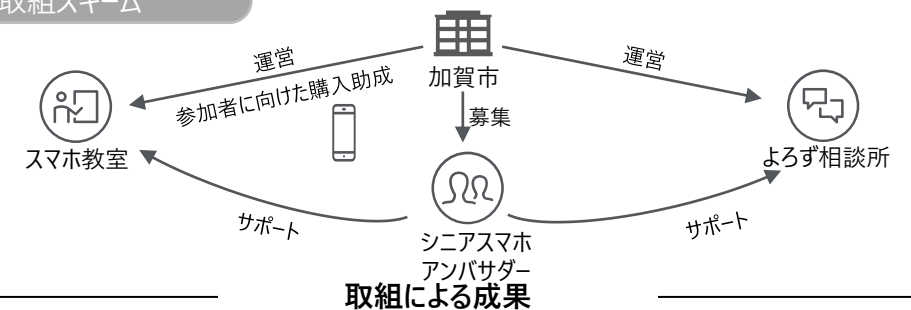 取組スキーム
運営
運営
加賀市
参加者に向けた購入助成
募集
スマホ教室
よろず相談所
サポート
サポート
シニアスマホ
アンバサダー
取組による成果